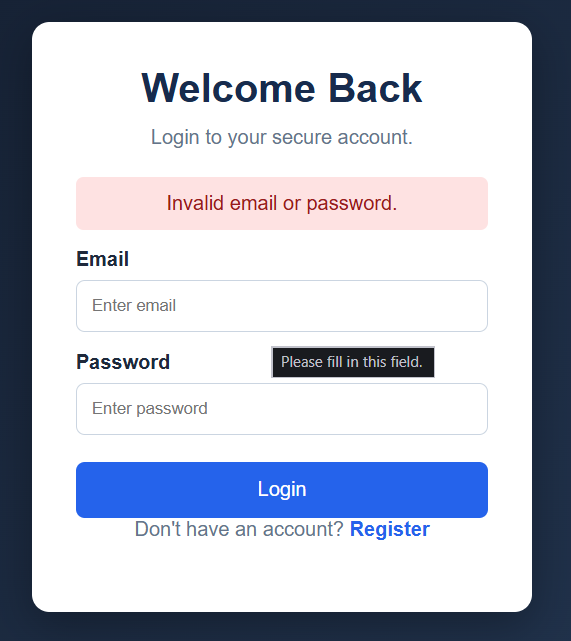 Welcome Back
Login to your secure account.
Invalid email or password.
Email
Enter email
Password
Please fill in this field.
Enter password
Login
Don't have an account? Register